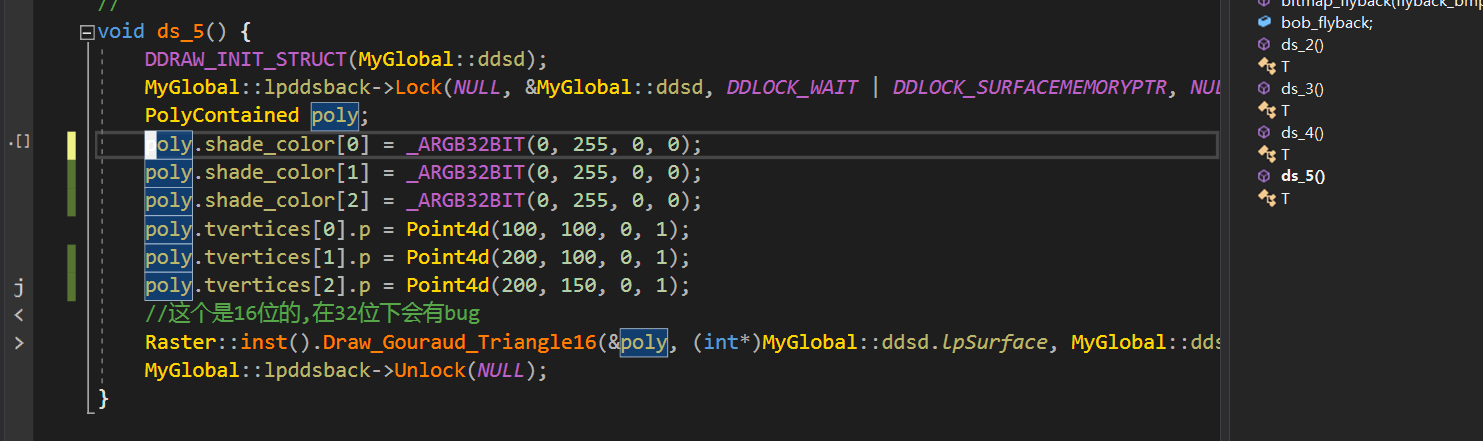 //
void ds_5() {
DDRAW_INIT_STRUCT(MyGlobal::ddsd);
MyGlobal::lpddsback->Lock(NULL, &MyGlobal::ddsd, DDLOCK_WAIT | DDLOCK_SURFACEMEMORYPTR, NUL
PolyContained poly;
poly.shade_color[0] = _ARGB32BIT(0, 255, 0, 0);
poly.shade_color[1] = _ARGB32BIT(0, 255, 0, 0);
poly.shade_color[2] = _ARGB32BIT(0, 255, 0, 0);
poly.tvertices[0].p = Point4d(100, 100, 0, 1);
poly.tvertices[1].p = Point4d(200, 100, 0, 1);
poly.tvertices[2].p = Point4d(200, 150, 0, 1);
//这个是16位的,在32位下会有bug
Raster::inst().Draw_Gouraud_Triangle16(&poly, (int*)MyGlobal::ddsd.lpSurface, MyGlobal::dds
MyGlobal::lpddsback->Unlock(NULL);
}
.[]
j
<
>
bitmap_flyback(flyback_bmp
bob_flyback;
ds_2()
T
ds_3()
T
ds_4()
T
ds_5()
T